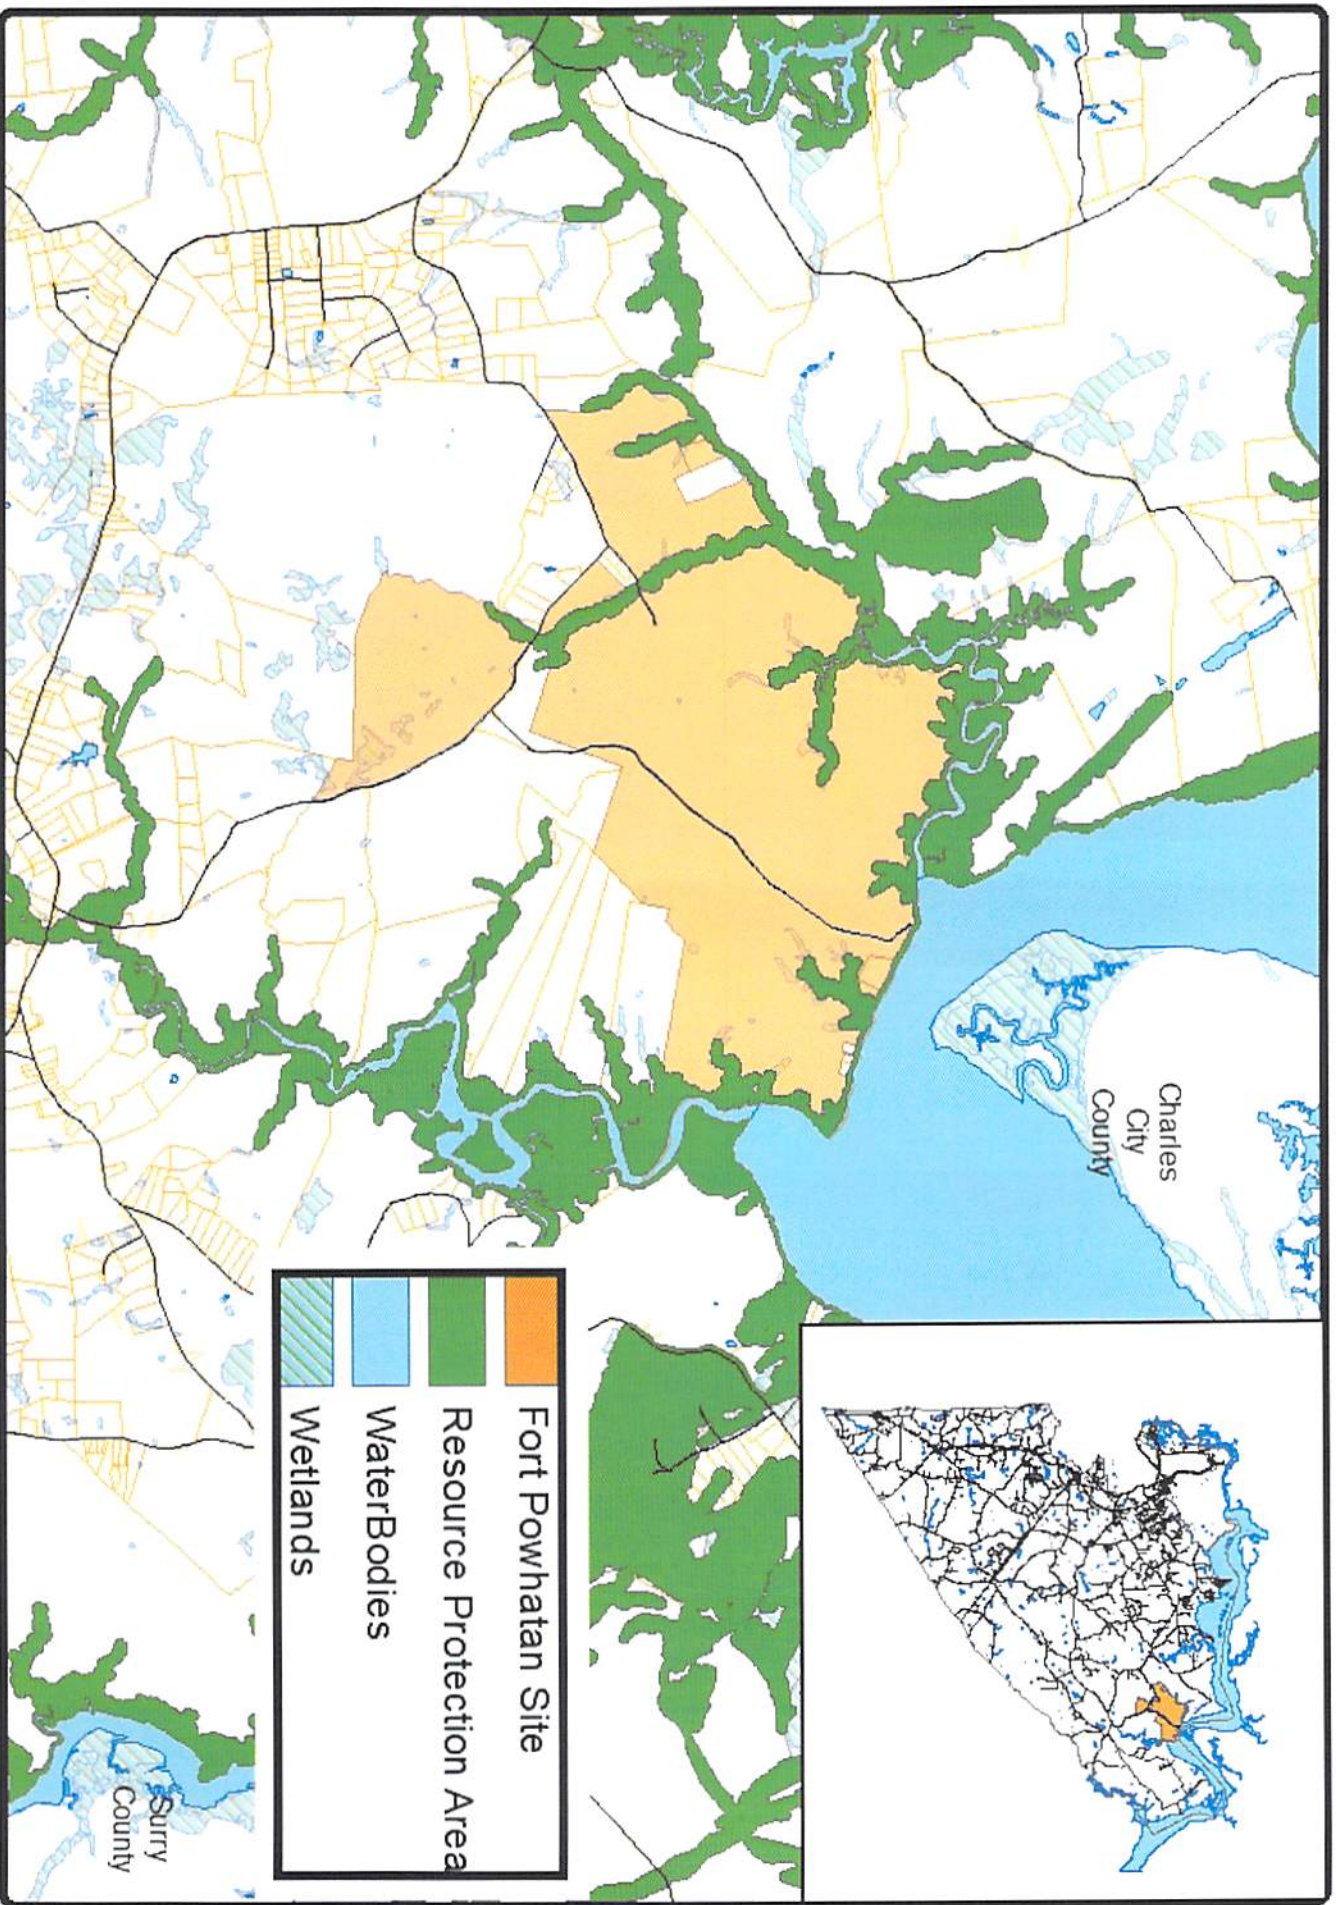 Charles
City
County
Fort Powhatan Site
Resource Protection Area
WaterBodies
Wetlands
Surry
County